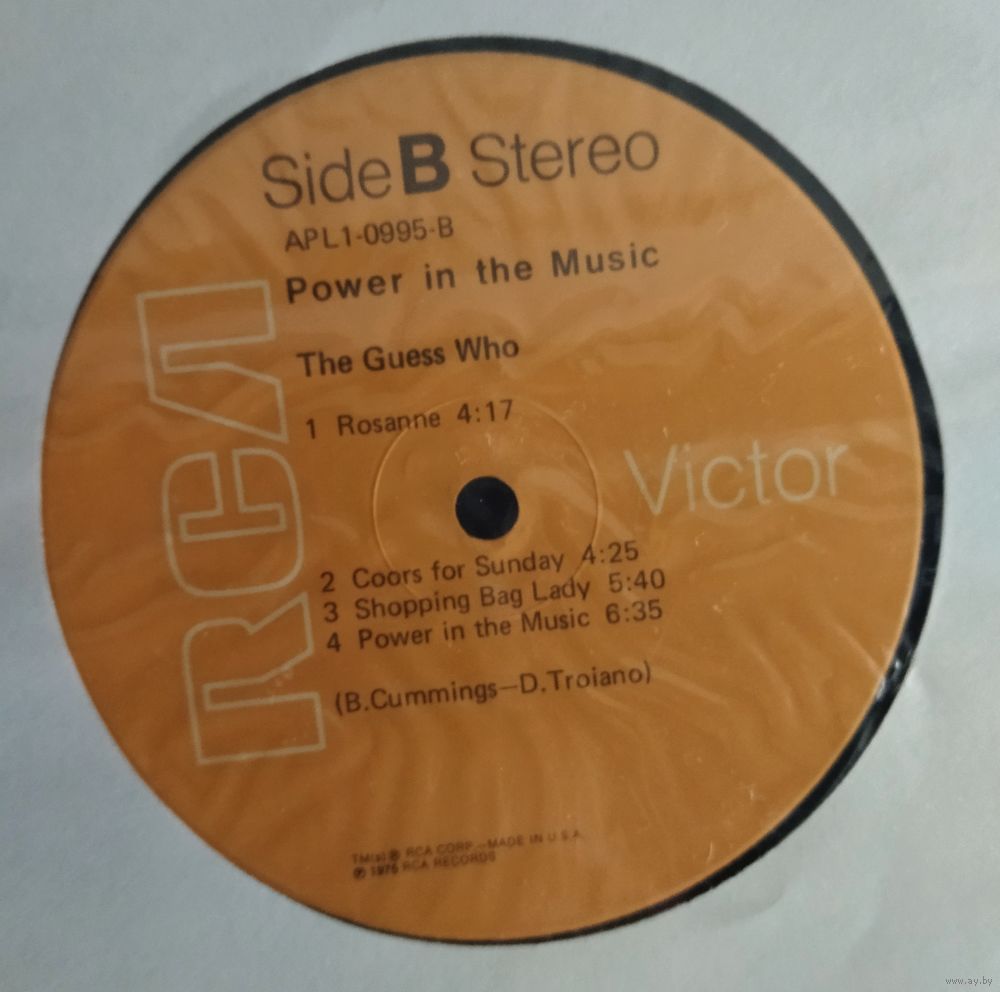 Side B Stereo
APL1-0995-B
Power in the Music
The Guess Who
1 Rosanne 4:17
RCA
Victor
2 Coors for Sunday 4:25
3 Shopping Bag Lady 5:40
4 Power in the Music 6:35
(B.Cummings—D.Troiano)
TM(s) ® RCA CORP.—MADE IN U.S.A.
℗ 1975 RCA RECORDS
www.ay.by